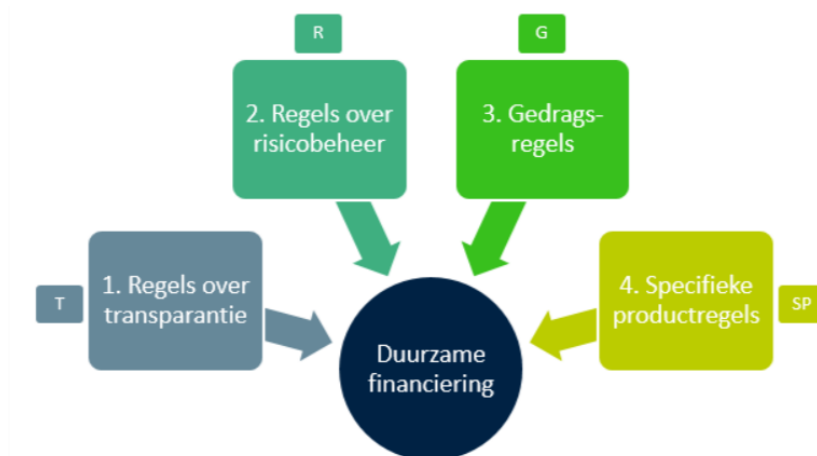 R
G
2. Regels over
risicobeheer
3. Gedrags-
regels
T
1. Regels over
transparantie
4. Specifieke
productregels
SP
Duurzame
financiering